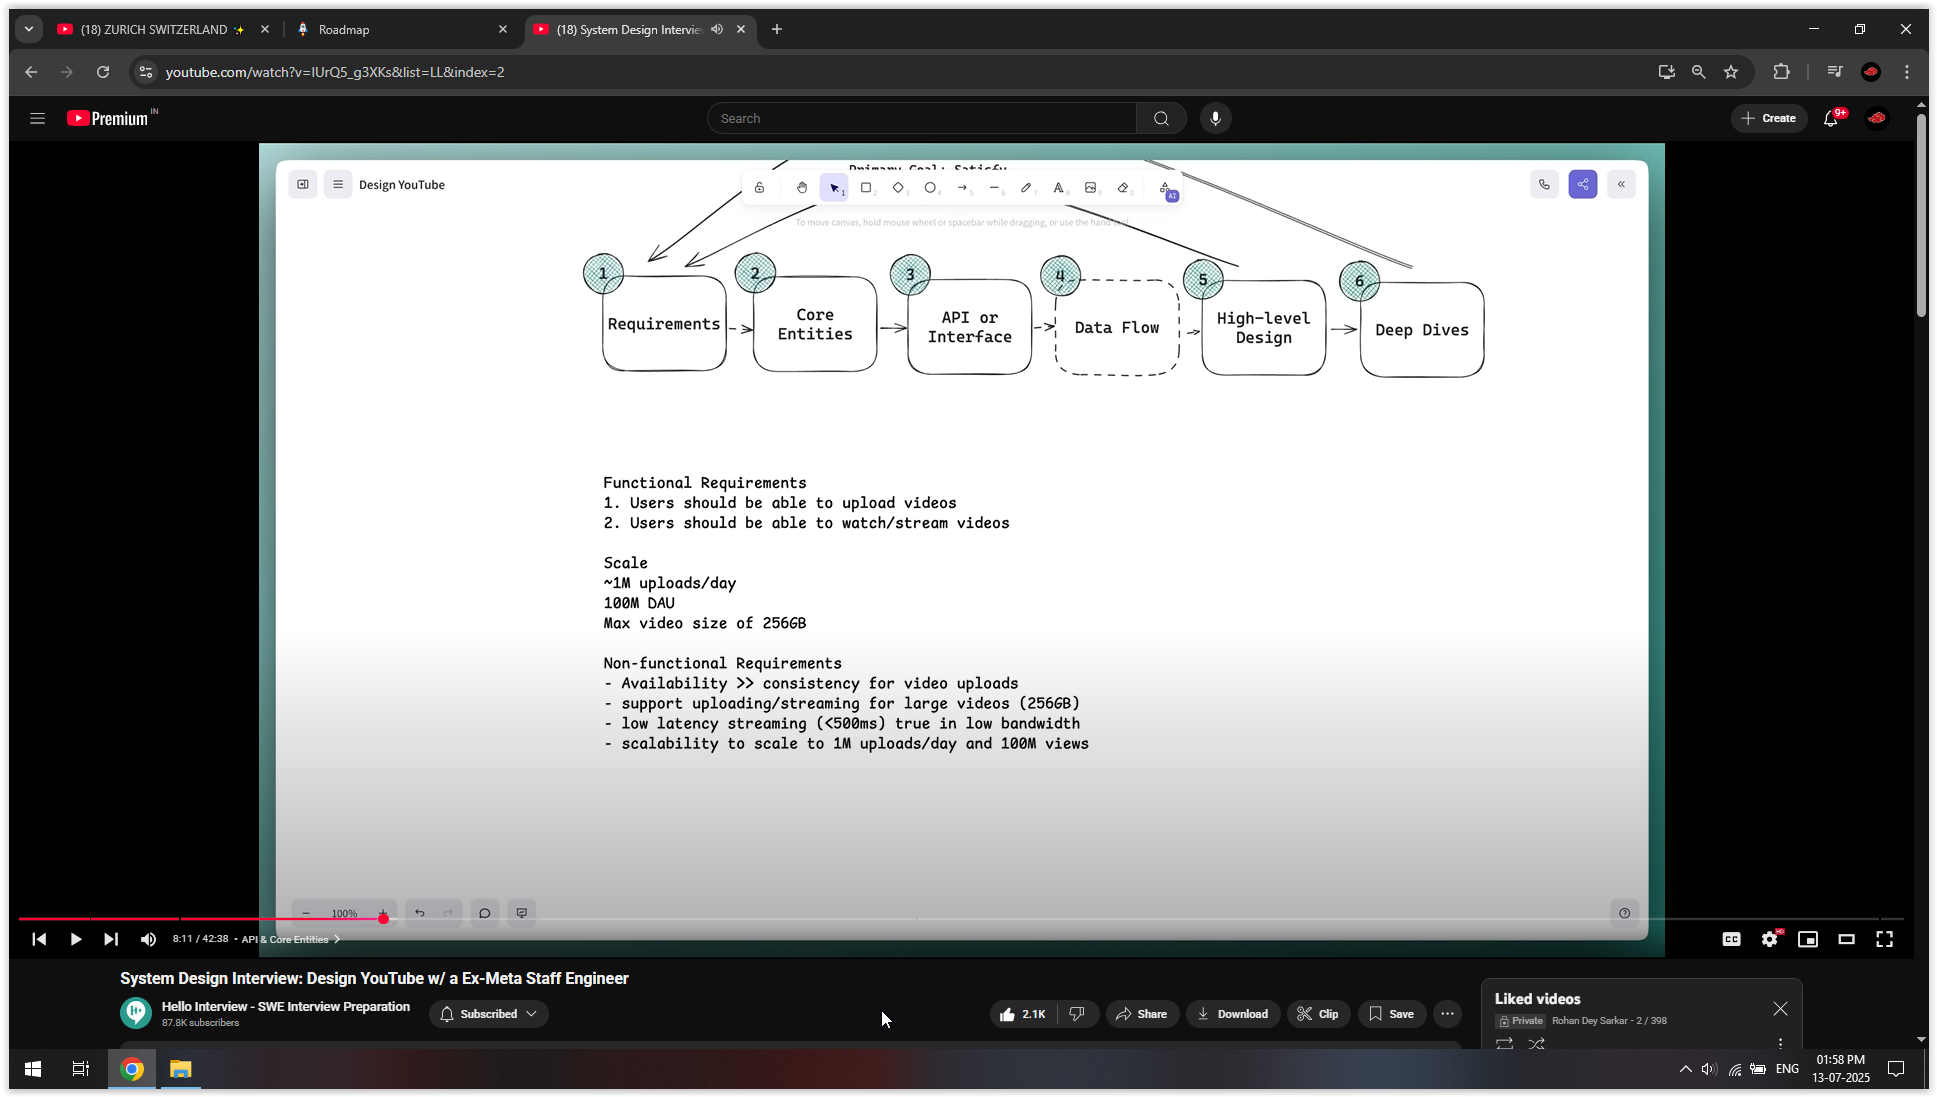 (18) ZURICH SWITZERLAND ✨
Roadmap
(18) System Design Intervie
youtube.com/watch?v=IUrQ5_g3XKs&list=LL&index=2
Premium IN
Search
Create
9+
Design YouTube
Primary Goal: Satisfy
AI
To move canvas, hold mouse wheel or spacebar while dragging, or use the hand tool
1
Requirements
2
Core
Entities
3
API or
Interface
4
Data Flow
5
High-level
Design
6
Deep Dives
Functional Requirements
1. Users should be able to upload videos
2. Users should be able to watch/stream videos
Scale
~1M uploads/day
100M DAU
Max video size of 256GB
Non-functional Requirements
- Availability >> consistency for video uploads
- support uploading/streaming for large videos (256GB)
- low latency streaming (<500ms) true in low bandwidth
- scalability to scale to 1M uploads/day and 100M views
100%
8:11 / 42:38 • API & Core Entities
CC
HD
System Design Interview: Design YouTube w/ a Ex-Meta Staff Engineer
Hello Interview - SWE Interview Preparation
87.8K subscribers
Subscribed
2.1K
Share
Download
Clip
Save
Liked videos
Private Rohan Dey Sarkar - 2 / 398
ENG
01:58 PM
13-07-2025